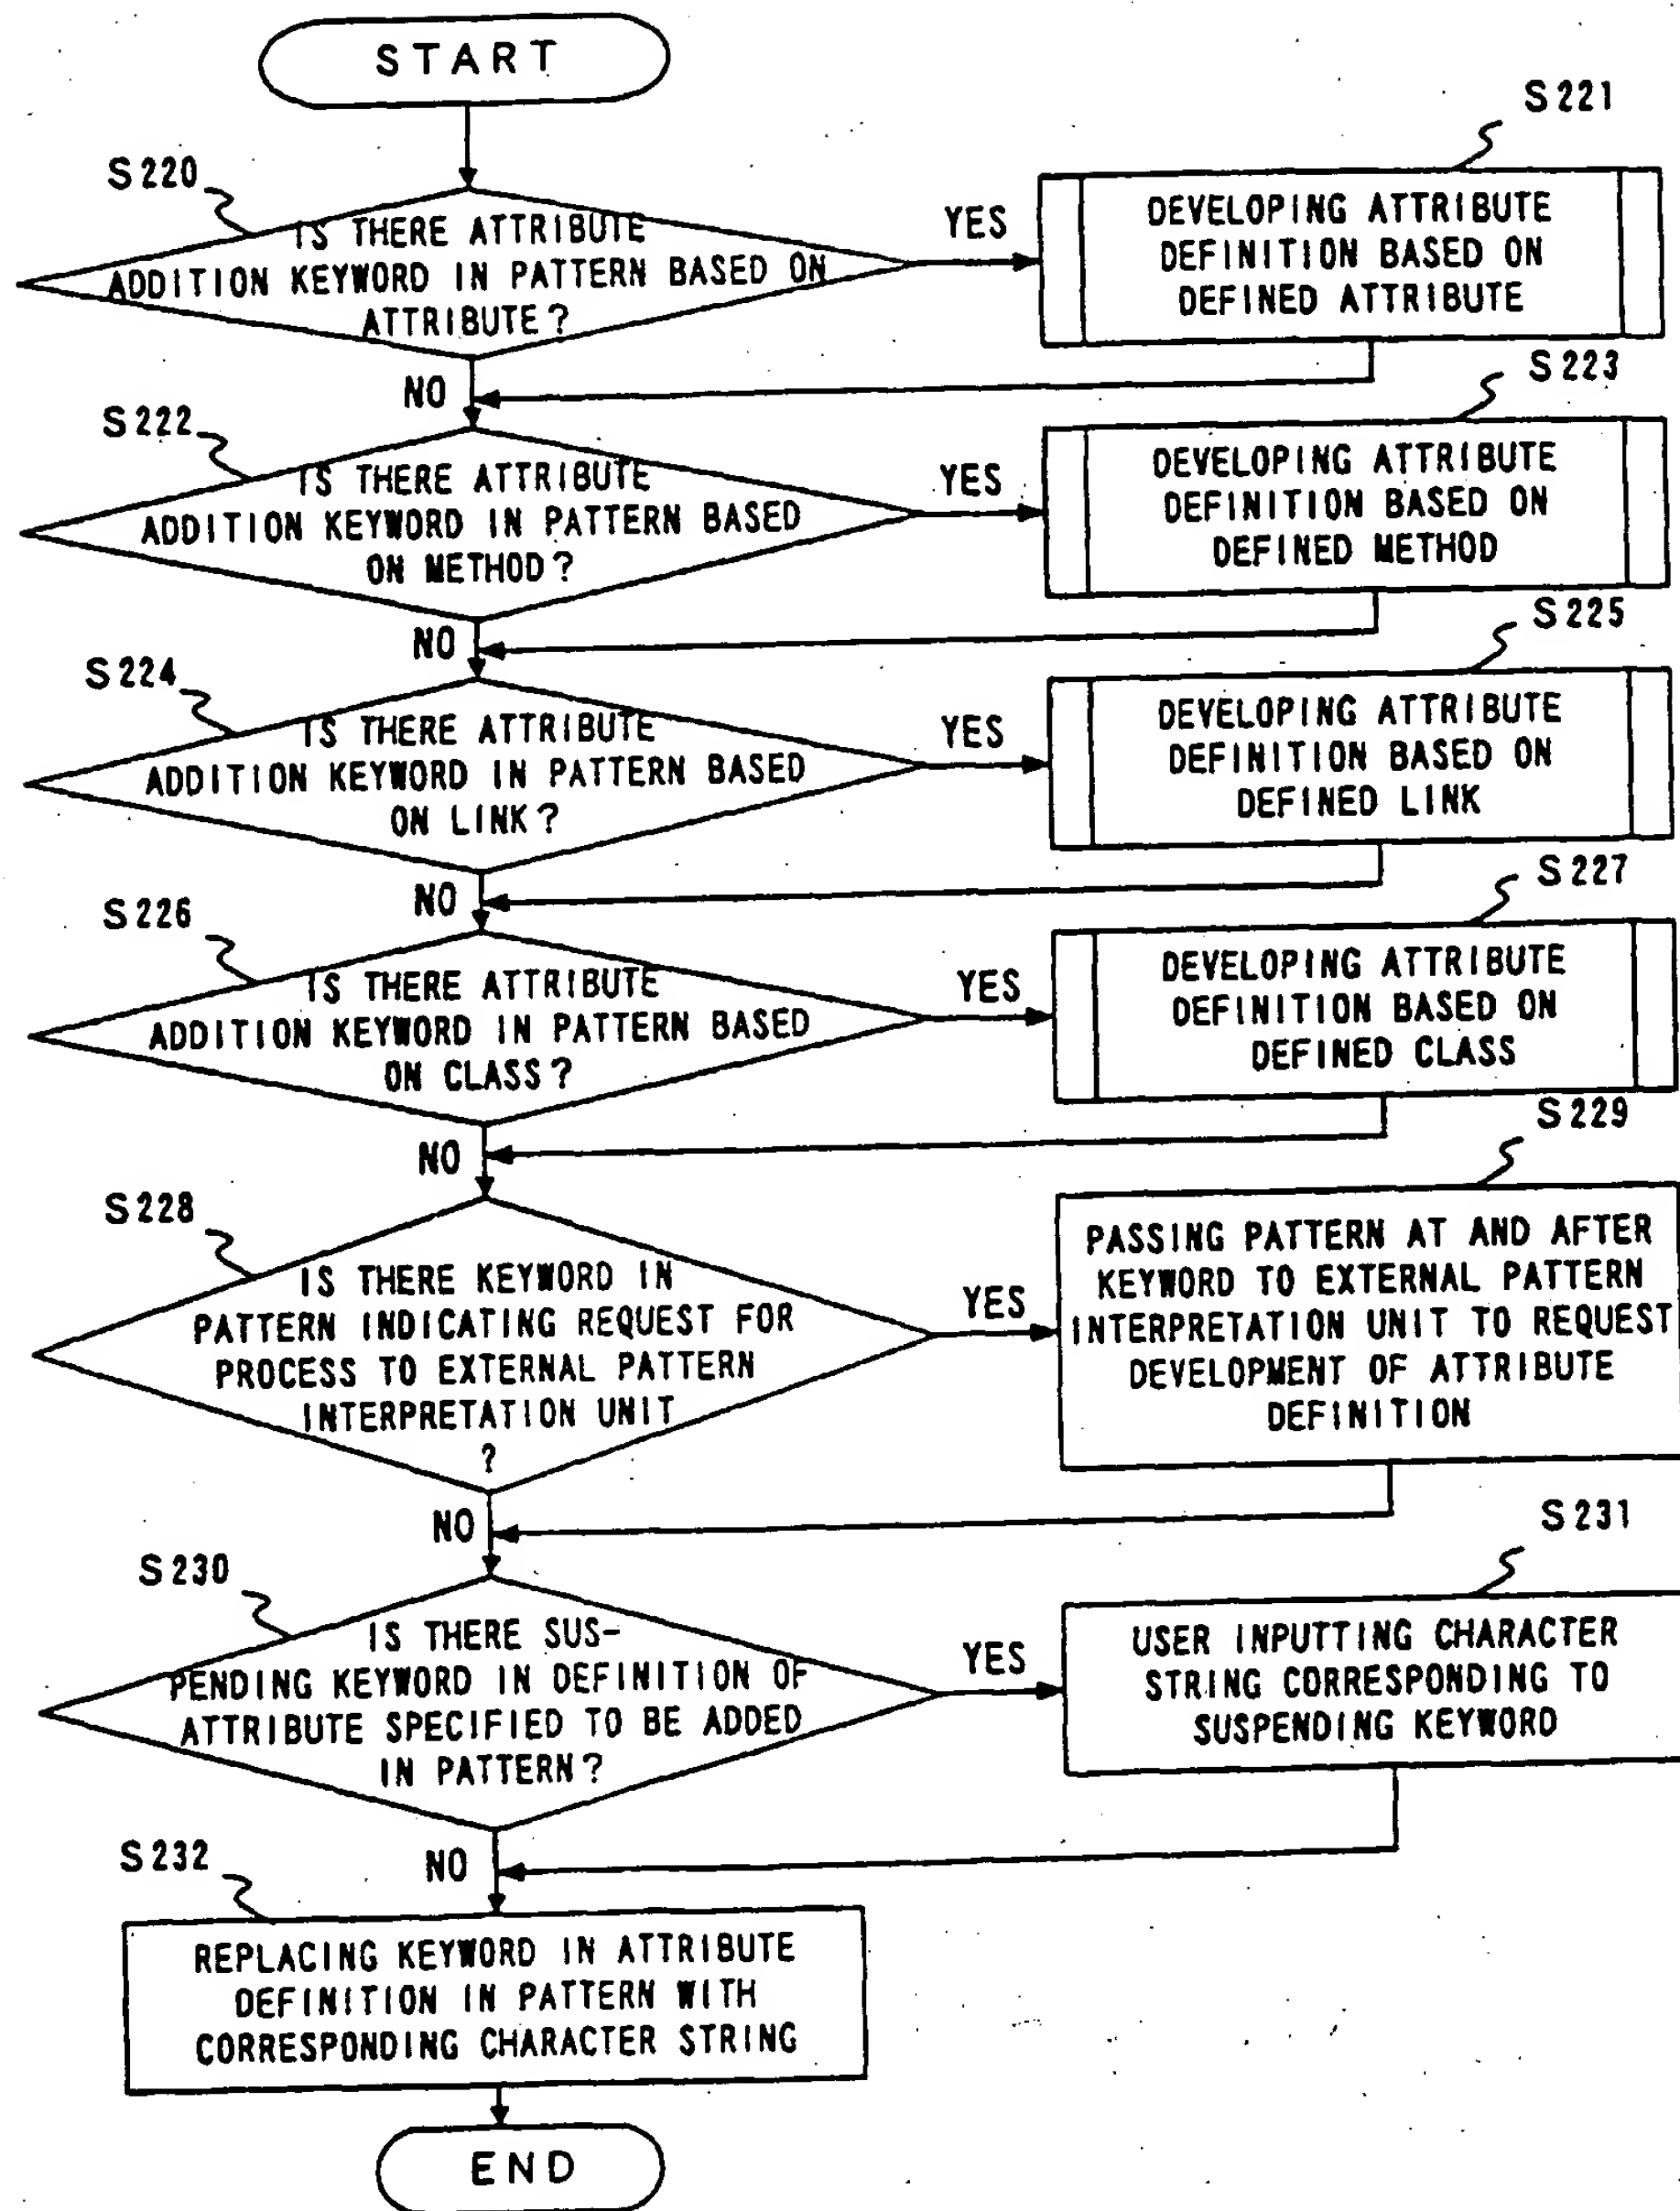 START
S220
IS THERE ATTRIBUTE
ADDITION KEYWORD IN PATTERN BASED ON
ATTRIBUTE?
YES
S221
DEVELOPING ATTRIBUTE
DEFINITION BASED ON
DEFINED ATTRIBUTE
NO
S222
IS THERE ATTRIBUTE
ADDITION KEYWORD IN PATTERN BASED
ON METHOD?
YES
S223
DEVELOPING ATTRIBUTE
DEFINITION BASED ON
DEFINED METHOD
NO
S224
IS THERE ATTRIBUTE
ADDITION KEYWORD IN PATTERN BASED
ON LINK?
YES
S225
DEVELOPING ATTRIBUTE
DEFINITION BASED ON
DEFINED LINK
NO
S226
IS THERE ATTRIBUTE
ADDITION KEYWORD IN PATTERN BASED
ON CLASS?
YES
S227
DEVELOPING ATTRIBUTE
DEFINITION BASED ON
DEFINED CLASS
NO
S228
IS THERE KEYWORD IN
PATTERN INDICATING REQUEST FOR
PROCESS TO EXTERNAL PATTERN
INTERPRETATION UNIT
?
YES
S229
PASSING PATTERN AT AND AFTER
KEYWORD TO EXTERNAL PATTERN
INTERPRETATION UNIT TO REQUEST
DEVELOPMENT OF ATTRIBUTE
DEFINITION
NO
S230
IS THERE SUS-
PENDING KEYWORD IN DEFINITION OF
ATTRIBUTE SPECIFIED TO BE ADDED
IN PATTERN?
YES
S231
USER INPUTTING CHARACTER
STRING CORRESPONDING TO
SUSPENDING KEYWORD
NO
S232
REPLACING KEYWORD IN ATTRIBUTE
DEFINITION IN PATTERN WITH
CORRESPONDING CHARACTER STRING
END